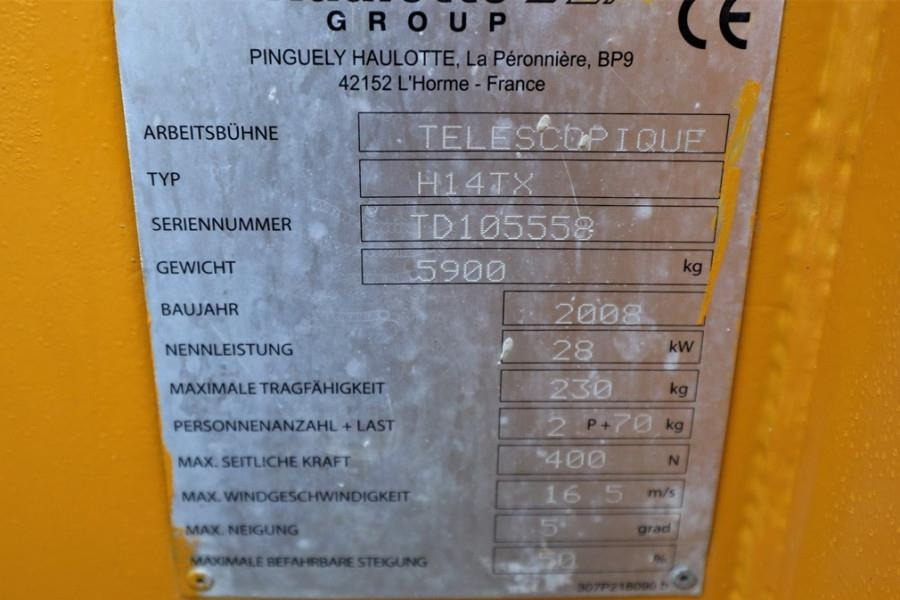 GROUP
CE
PINGUELY HAULOTTE, La Péronnière, BP9
42152 L'Horme - France
ARBEITSBÜHNE TELESCOPIQUE
TYP H14TX
SERIENNUMMER TD105558
GEWICHT 5900 kg
BAUJAHR 2008
NENNLEISTUNG 28 kW
MAXIMALE TRAGFÄHIGKEIT 230 kg
PERSONNENANZAHL + LAST 2 P + 70 kg
MAX. SEITLICHE KRAFT 400 N
MAX. WINDGESCHWINDIGKEIT 16 5 m/s
MAX. NEIGUNG 5° grad
MAXIMALE BEFAHRBARE STEIGUNG 50 %